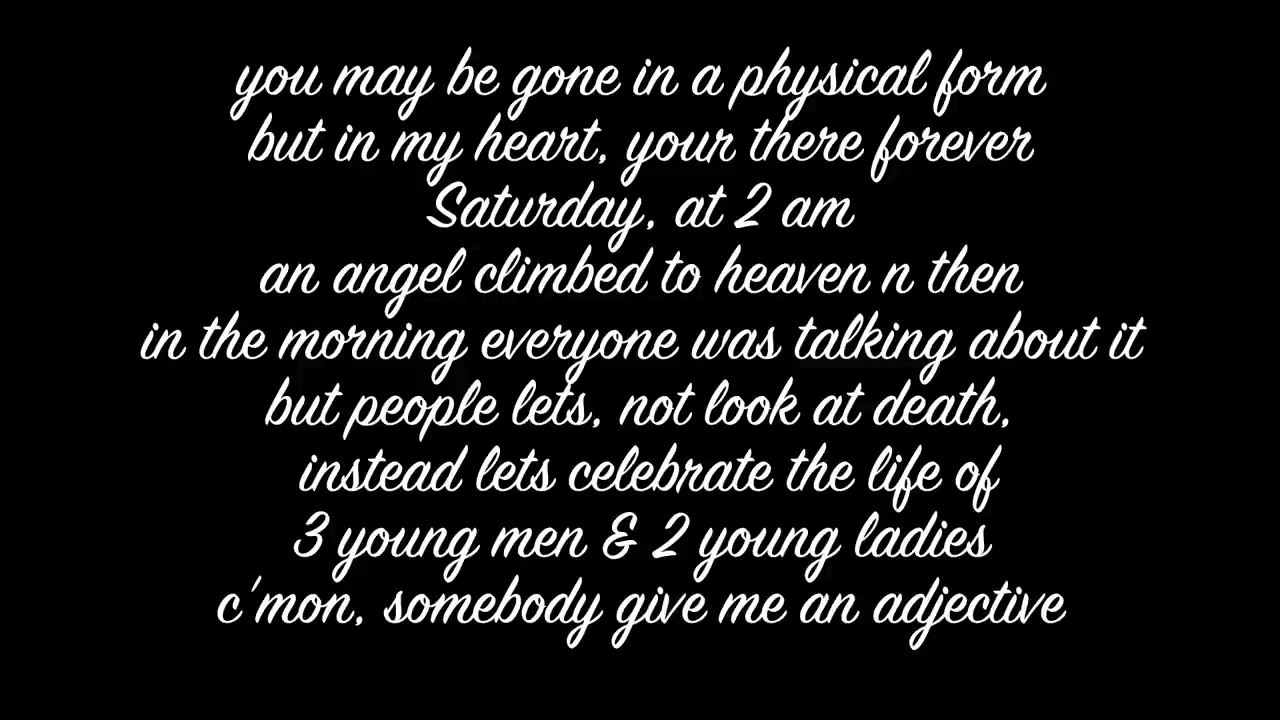 you may be gone in a physical form
but in my heart, your there forever
Saturday, at 2 am
an angel climbed to heaven n then
in the morning everyone was talking about it
but people lets, not look at death,
instead lets celebrate the life of
3 young men & 2 young ladies
c'mon, somebody give me an adjective